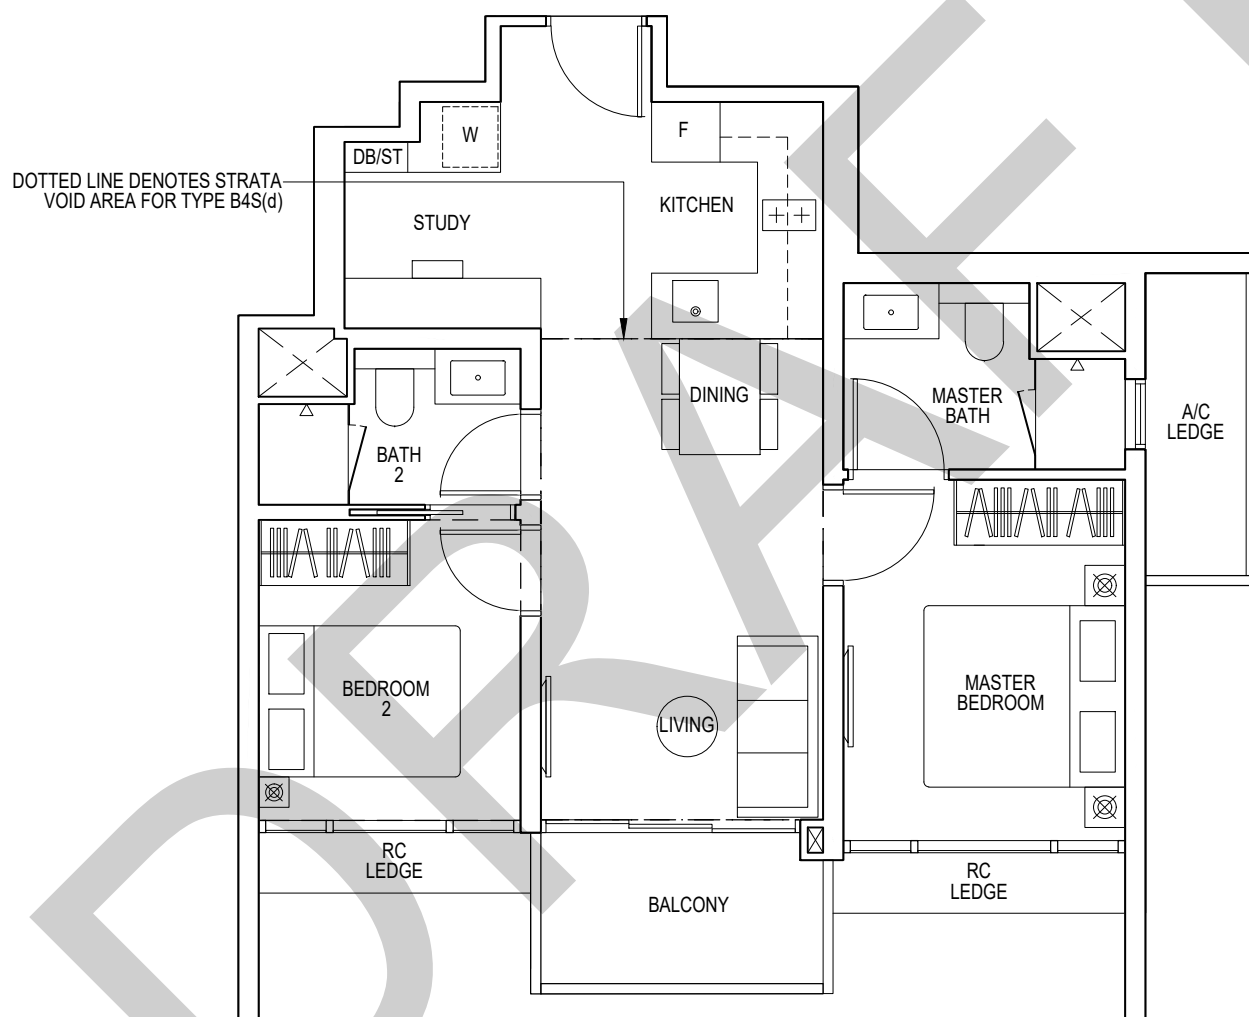 W
F
DB/ST
DOTTED LINE DENOTES STRATA
VOID AREA FOR TYPE B4S(d)
STUDY
KITCHEN
DINING
MASTER
BATH
A/C
LEDGE
BATH
2
BEDROOM
2
LIVING
MASTER
BEDROOM
RC
LEDGE
BALCONY
RC
LEDGE
DRAF